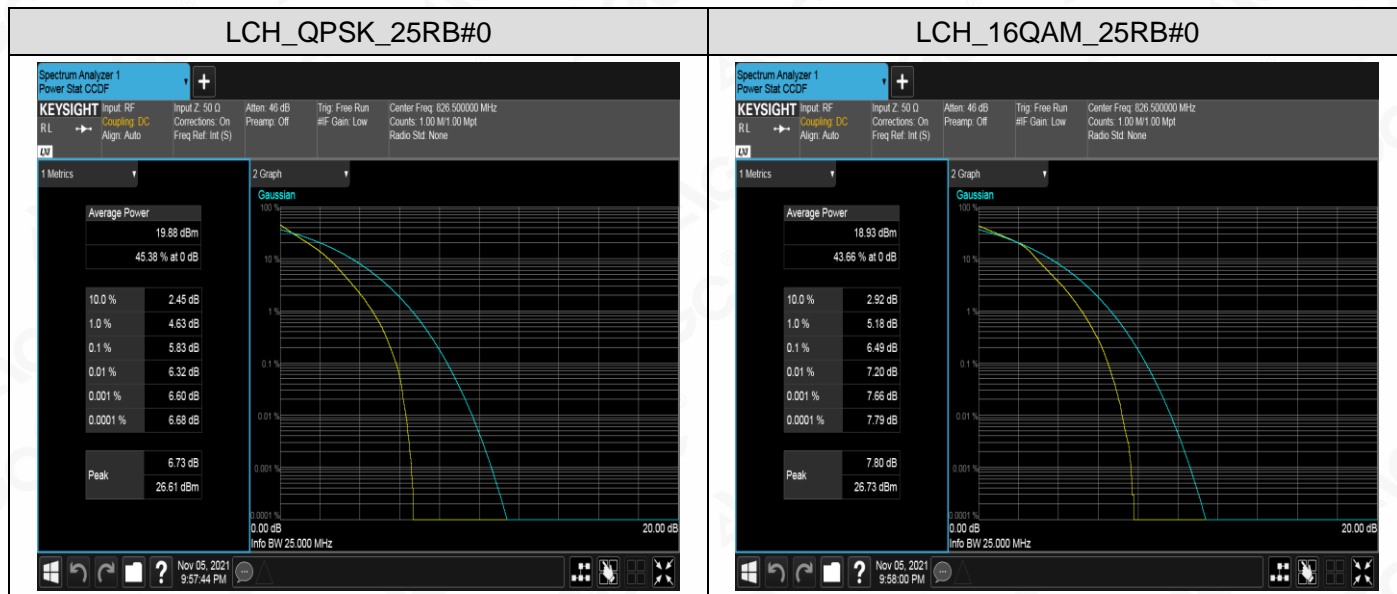 LCH_QPSK_25RB#0
Spectrum Analyzer 1
Power Stat CCDF
+
KEYSIGHT Input: RF Input Z: 50 Ω Atten: 46 dB Trig: Free Run Center Freq: 826.500000 MHz
RL Coupling: DC Corrections: On Preamp: Off #IF Gain: Low Counts: 1.00 M/1.00 Mpt
Align: Auto Freq Ref: Int (S) Radio Std: None
LXI
1 Metrics
2 Graph
Average Power
19.88 dBm
45.38 % at 0 dB
10.0 % 2.45 dB
1.0 % 4.63 dB
0.1 % 5.83 dB
0.01 % 6.32 dB
0.001 % 6.60 dB
0.0001 % 6.68 dB
Peak 6.73 dB
26.61 dBm
Gaussian
100 %
10 %
1 %
0.1 %
0.01 %
0.001 %
0.0001 %
0.00 dB 20.00 dB
Info BW 25.000 MHz
? Nov 05, 2021
9:57:44 PM
LCH_16QAM_25RB#0
Spectrum Analyzer 1
Power Stat CCDF
+
KEYSIGHT Input: RF Input Z: 50 Ω Atten: 46 dB Trig: Free Run Center Freq: 826.500000 MHz
RL Coupling: DC Corrections: On Preamp: Off #IF Gain: Low Counts: 1.00 M/1.00 Mpt
Align: Auto Freq Ref: Int (S) Radio Std: None
LXI
1 Metrics
2 Graph
Average Power
18.93 dBm
43.66 % at 0 dB
10.0 % 2.92 dB
1.0 % 5.18 dB
0.1 % 6.49 dB
0.01 % 7.20 dB
0.001 % 7.66 dB
0.0001 % 7.79 dB
Peak 7.80 dB
26.73 dBm
Gaussian
100 %
10 %
1 %
0.1 %
0.01 %
0.001 %
0.0001 %
0.00 dB 20.00 dB
Info BW 25.000 MHz
? Nov 05, 2021
9:58:00 PM